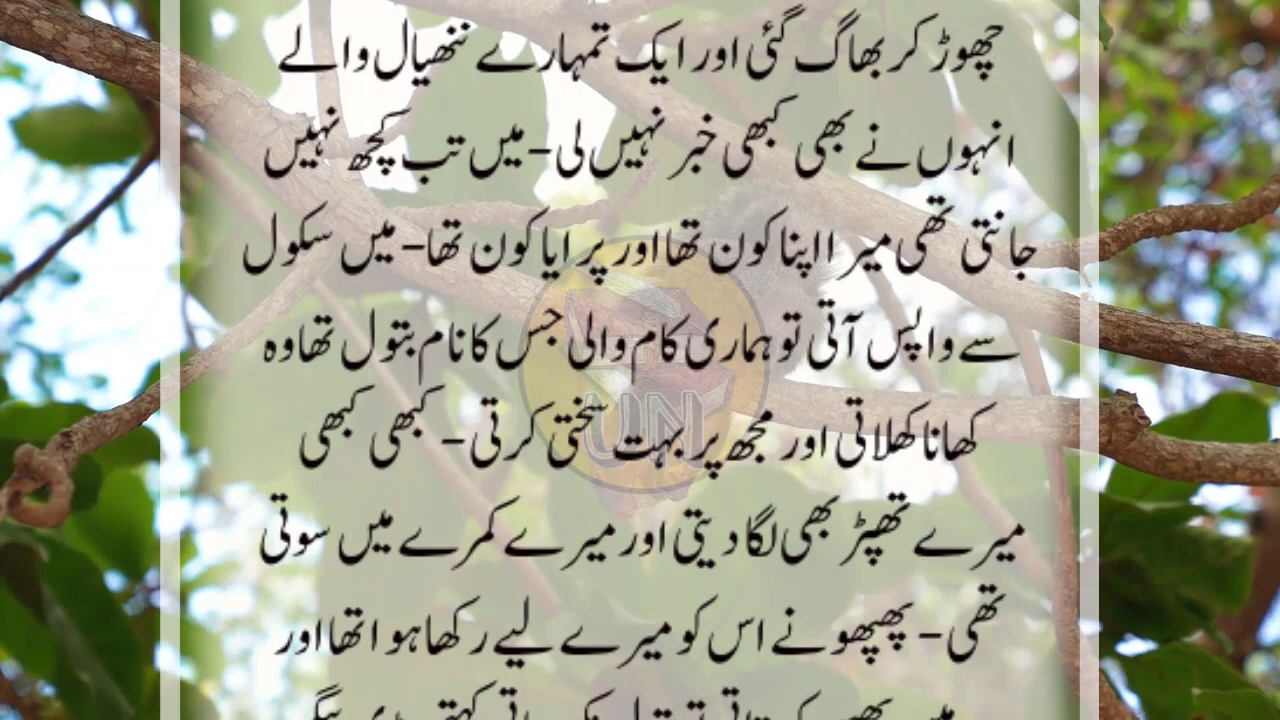 چھوڑ کر بھاگ گئی اور ایک تمہارے ننھیال والے
انہوں نے بھی کبھی خبر نہیں لی- میں تب کچھ نہیں
جانتی تھی میرا اپنا کون تھا اور پرایا کون تھا- میں سکول
سے واپس آتی تو ہماری کام والی جس کا نام بتول تھا وہ
کھانا کھلاتی اور مجھ پر بہت سختی کرتی - کبھی کبھی
میرے تھپڑ بھی لگا دیتی اور میرے کمرے میں سوتی
تھی - پھپھو نے اس کو میرے لیے رکھا ہوا تھا اور
UN